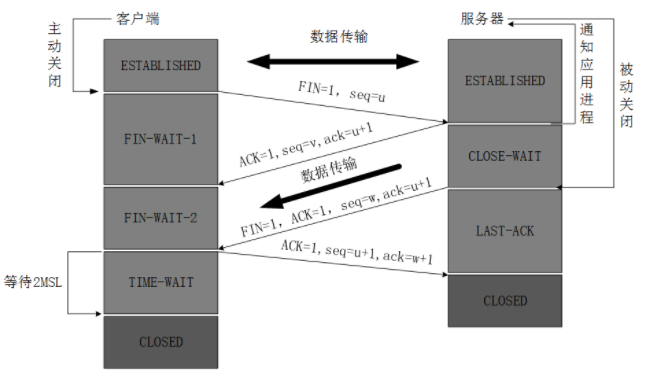 客户端
服务器
主动关闭
数据传输
通知应用进程
ESTABLISHED
ESTABLISHED
被动关闭
FIN=1, seq=u
FIN-WAIT-1
ACK=1,seq=v,ack=u+1
CLOSE-WAIT
数据传输
FIN-WAIT-2
FIN=1, ACK=1, seq=w,ack=u+1
LAST-ACK
ACK=1,seq=u+1,ack=w+1
等待2MSL
TIME-WAIT
CLOSED
CLOSED